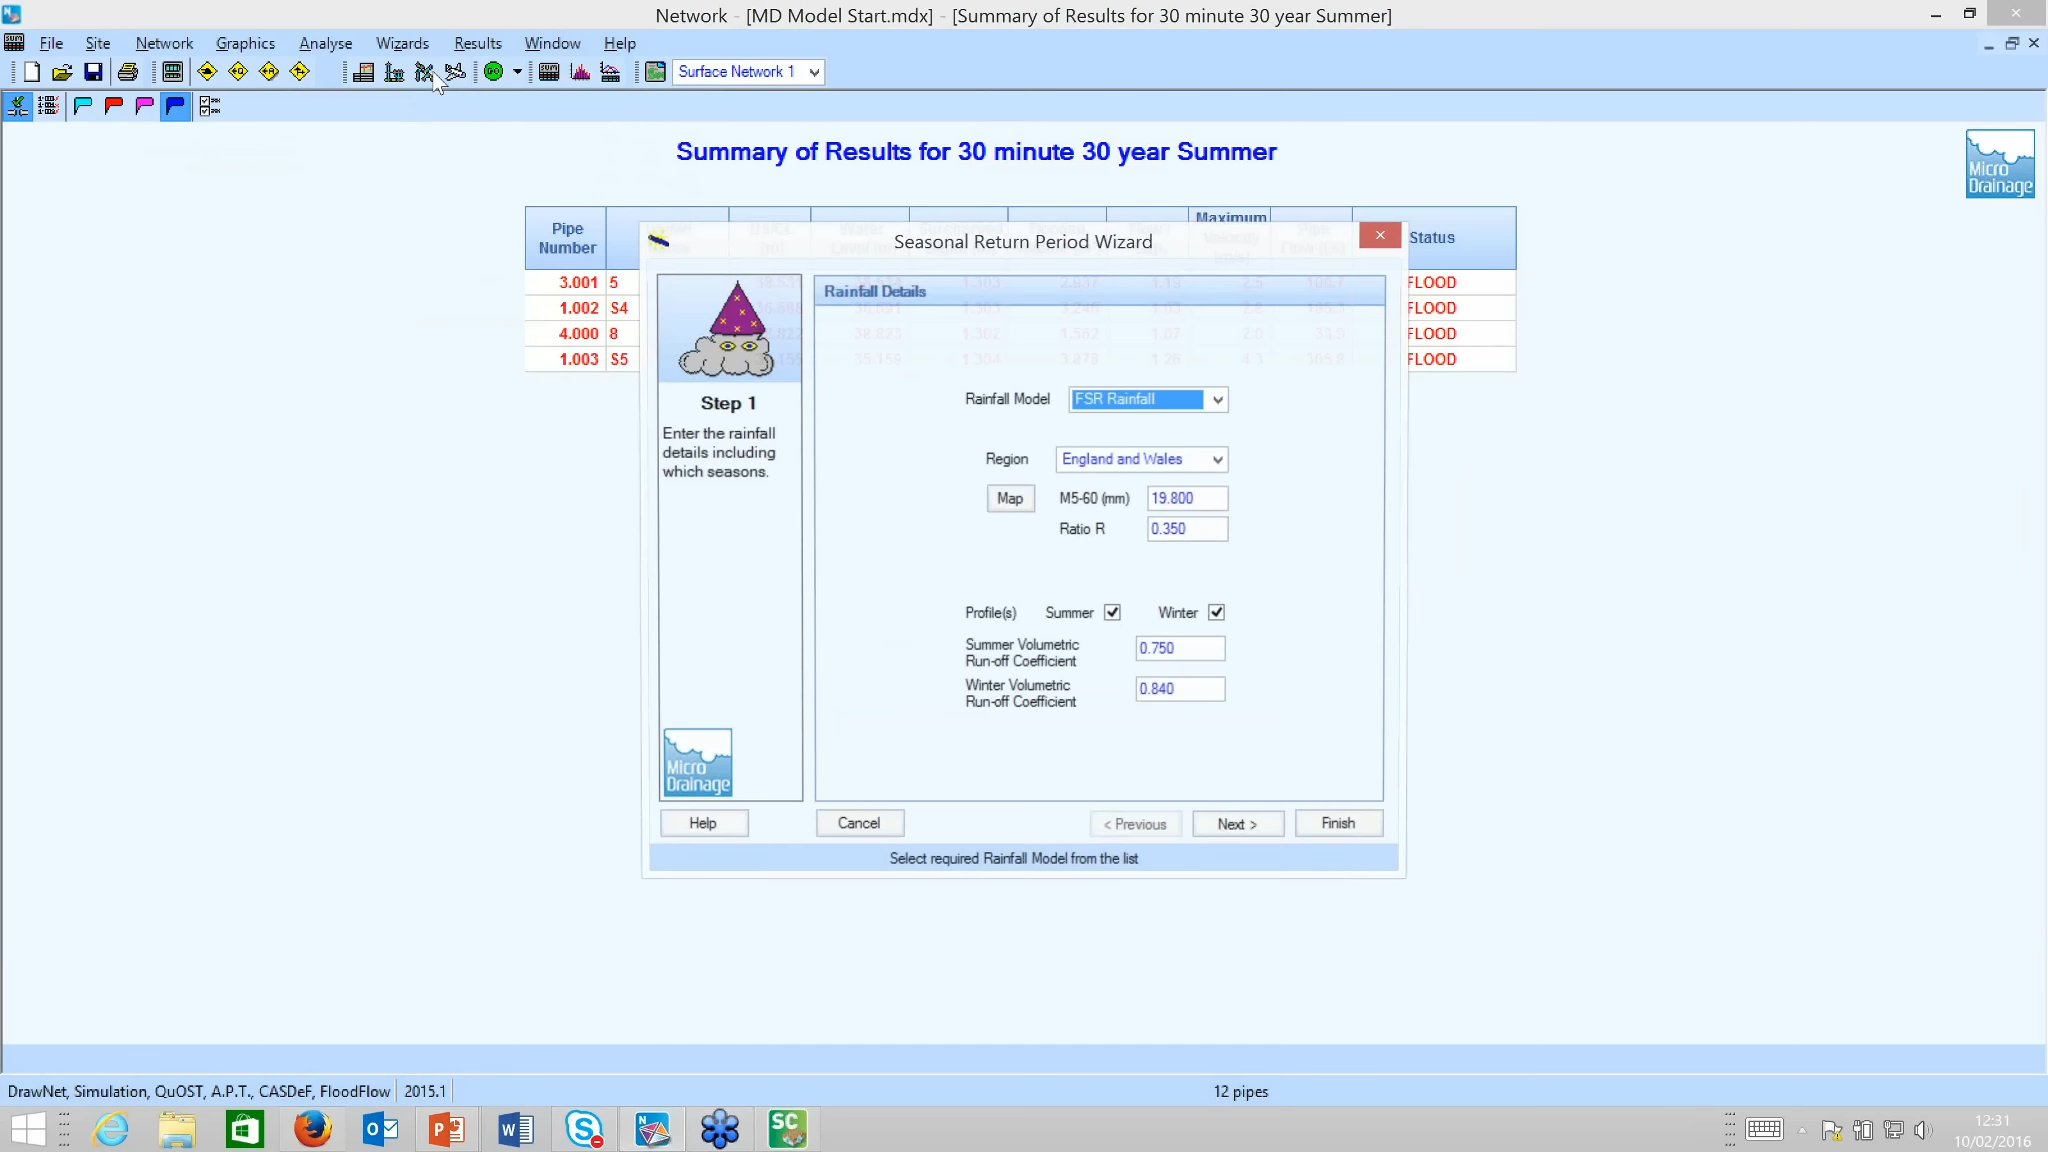 Network - [MD Model Start.mdx] - [Summary of Results for 30 minute 30 year Summer]
File Site Network Graphics Analyse Wizards Results Window Help
Surface Network 1
Summary of Results for 30 minute 30 year Summer
Micro
Drainage
Pipe
Number
Maximum
Status
3.001 5 FLOOD
1.002 S4 FLOOD
4.000 8 FLOOD
1.003 S5 FLOOD
Seasonal Return Period Wizard
Step 1
Enter the rainfall
details including
which seasons.
Micro
Drainage
Rainfall Details
Rainfall Model FSR Rainfall
Region England and Wales
Map M5-60 (mm) 19.800
Ratio R 0.350
Profile(s) Summer Winter
Summer Volumetric
Run-off Coefficient 0.750
Winter Volumetric
Run-off Coefficient 0.840
Help Cancel < Previous Next > Finish
Select required Rainfall Model from the list
DrawNet, Simulation, QuOST, A.P.T., CASDeF, FloodFlow 2015.1 12 pipes
SC
12:31
10/02/2016